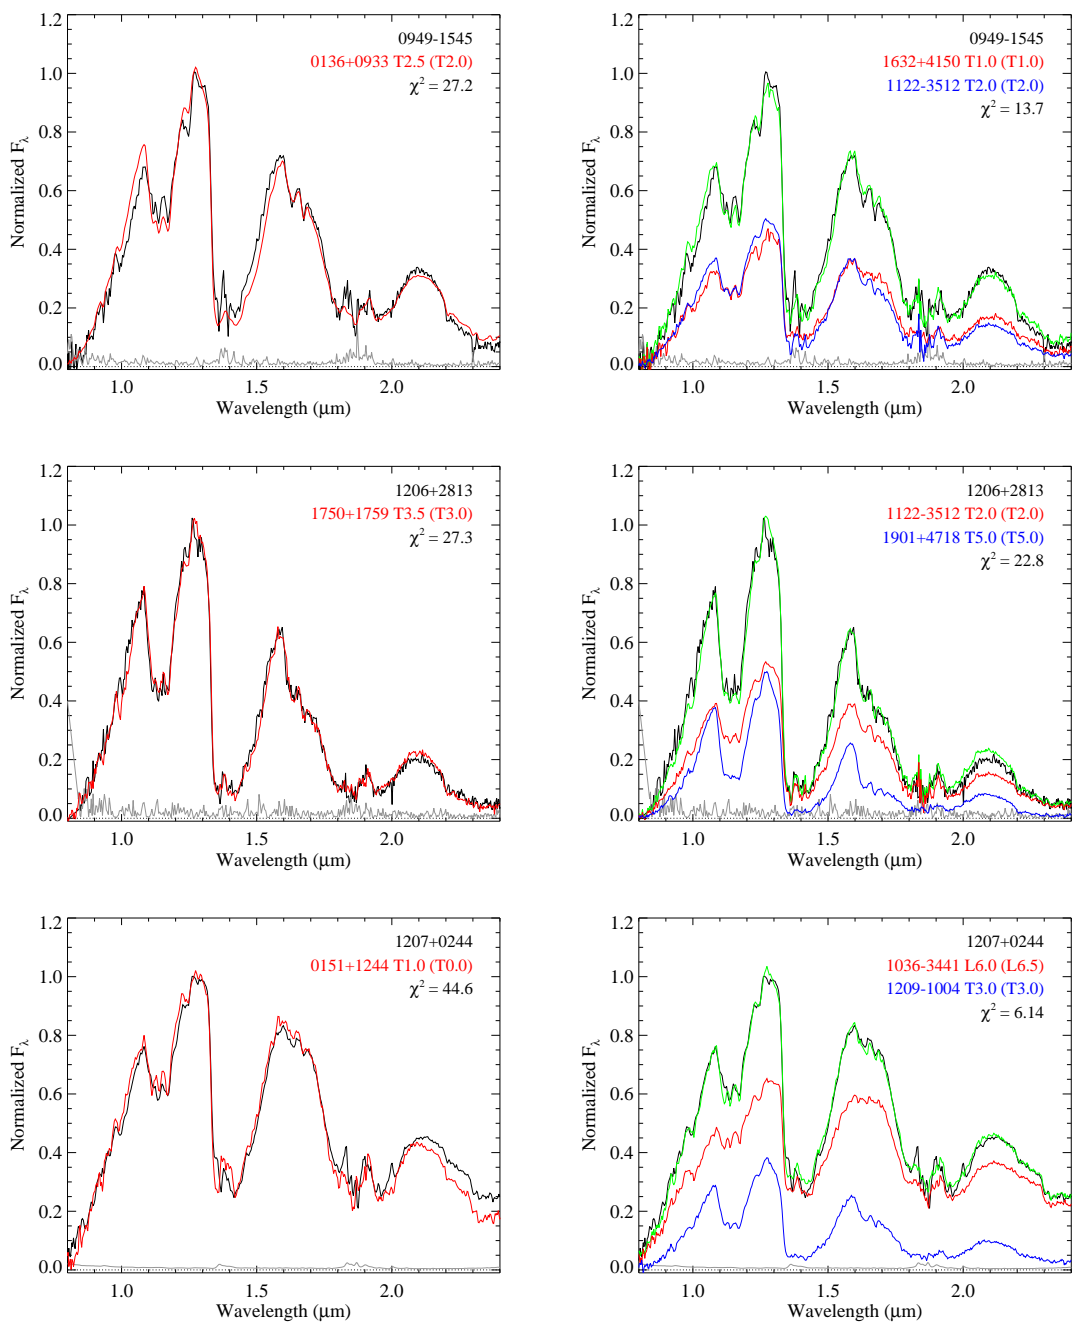 1.2
1.0
0.8
0.6
0.4
0.2
0.0
Normalized Fλ
0949-1545
0136+0933 T2.5 (T2.0)
χ² = 27.2
1.0 1.5 2.0
Wavelength (μm)
1.2
1.0
0.8
0.6
0.4
0.2
0.0
Normalized Fλ
0949-1545
1632+4150 T1.0 (T1.0)
1122-3512 T2.0 (T2.0)
χ² = 13.7
1.0 1.5 2.0
Wavelength (μm)
1.2
1.0
0.8
0.6
0.4
0.2
0.0
Normalized Fλ
1206+2813
1750+1759 T3.5 (T3.0)
χ² = 27.3
1.0 1.5 2.0
Wavelength (μm)
1.2
1.0
0.8
0.6
0.4
0.2
0.0
Normalized Fλ
1206+2813
1122-3512 T2.0 (T2.0)
1901+4718 T5.0 (T5.0)
χ² = 22.8
1.0 1.5 2.0
Wavelength (μm)
1.2
1.0
0.8
0.6
0.4
0.2
0.0
Normalized Fλ
1207+0244
0151+1244 T1.0 (T0.0)
χ² = 44.6
1.0 1.5 2.0
Wavelength (μm)
1.2
1.0
0.8
0.6
0.4
0.2
0.0
Normalized Fλ
1207+0244
1036-3441 L6.0 (L6.5)
1209-1004 T3.0 (T3.0)
χ² = 6.14
1.0 1.5 2.0
Wavelength (μm)